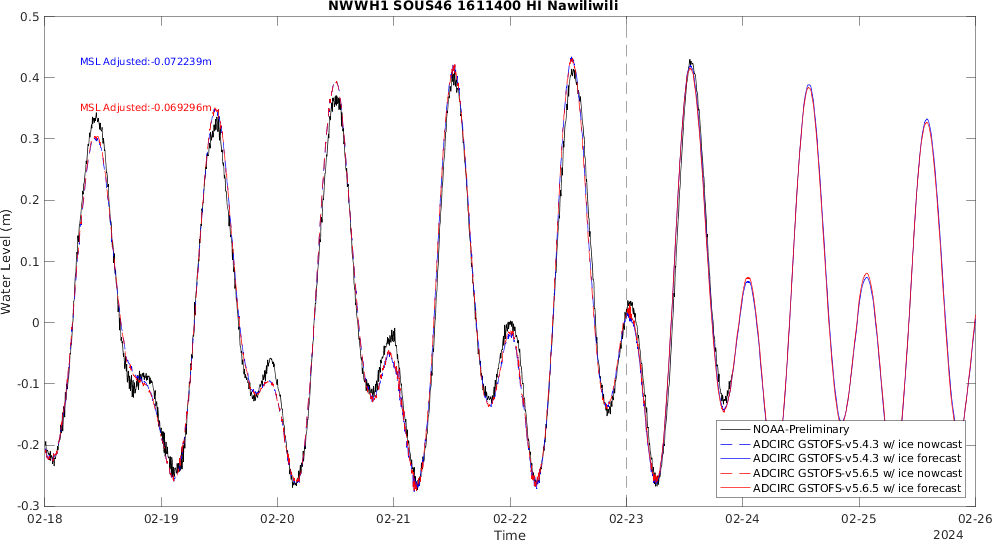 NWWH1 SOUS46 1611400 HI Nawiliwili
0.5
0.4
0.3
0.2
0.1
0
-0.1
-0.2
-0.3
Water Level (m)
MSL Adjusted:-0.072239m
MSL Adjusted:-0.069296m
NOAA-Preliminary
ADCIRC GSTOFS-v5.4.3 w/ ice nowcast
ADCIRC GSTOFS-v5.4.3 w/ ice forecast
ADCIRC GSTOFS-v5.6.5 w/ ice nowcast
ADCIRC GSTOFS-v5.6.5 w/ ice forecast
02-18 02-19 02-20 02-21 02-22 02-23 02-24 02-25 02-26
Time
2024